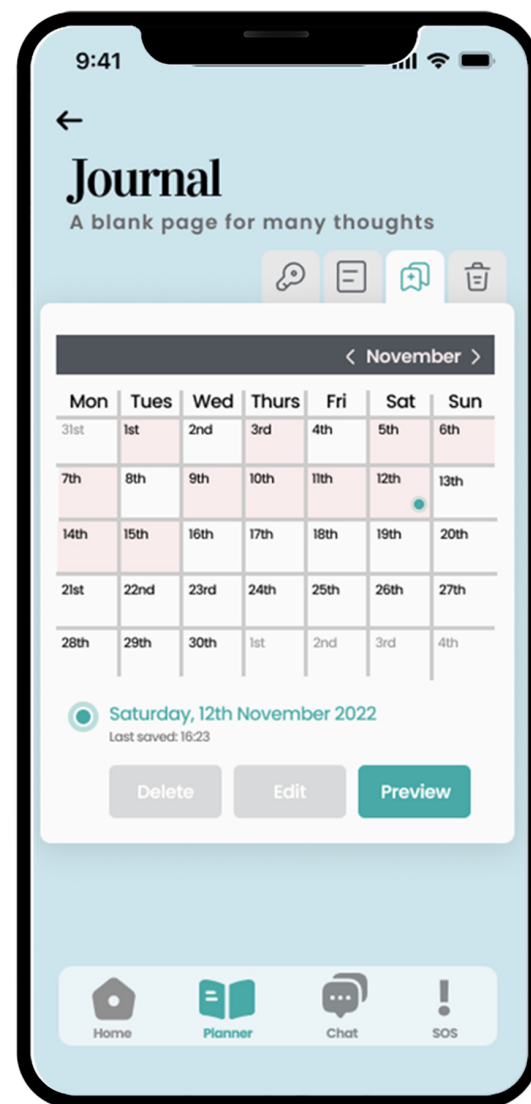 9:41
Journal
A blank page for many thoughts
< November >
Mon Tues Wed Thurs Fri Sat Sun
31st 1st 2nd 3rd 4th 5th 6th
7th 8th 9th 10th 11th 12th 13th
14th 15th 16th 17th 18th 19th 20th
21st 22nd 23rd 24th 25th 26th 27th
28th 29th 30th 1st 2nd 3rd 4th
Saturday, 12th November 2022
Last saved: 16:23
Delete Edit Preview
Home Planner Chat SOS